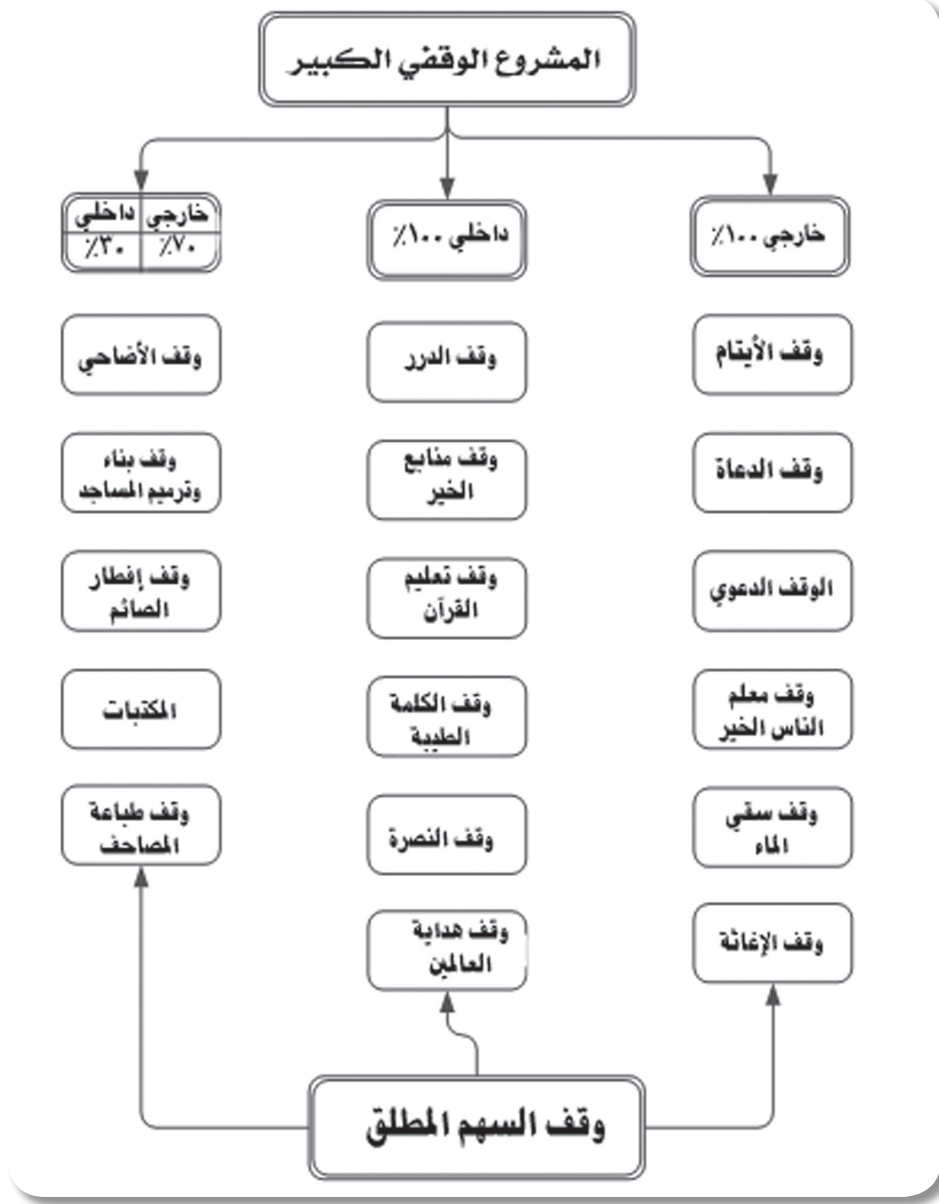 المشروع الوقفي الكبير
خارجي ١٠٠٪
وقف الأيتام
وقف الدعاة
الوقف الدعوي
وقف معلم
الناس الخير
وقف سقي
الماء
وقف الإغاثة
داخلي ١٠٠٪
وقف الدرر
وقف منابع
الخير
وقف تعليم
القرآن
وقف الكلمة
الطيبة
وقف النصرة
وقف هداية
العالمين
خارجي داخلي
٧٠٪ ٣٠٪
وقف الأضاحي
وقف بناء
وترميم المساجد
وقف إفطار
الصائم
المكتبات
وقف طباعة
المصاحف
وقف السهم المطلق